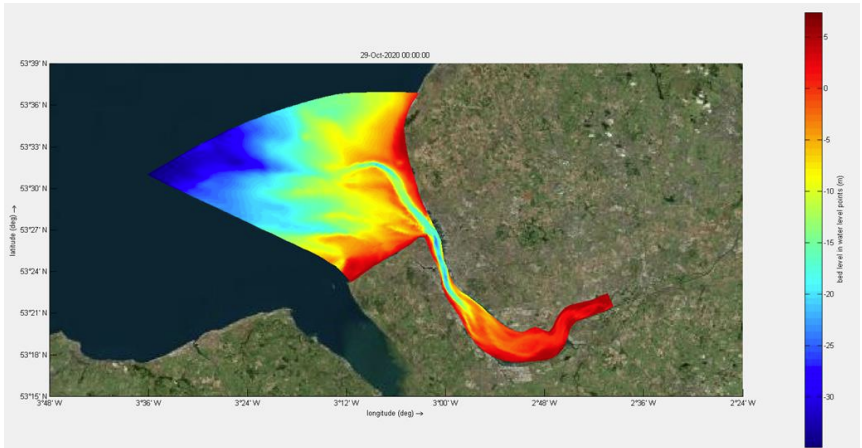 29-Oct-2020 00:00:00
53°39' N
53°36' N
53°33' N
53°30' N
53°27' N
53°24' N
53°21' N
53°18' N
53°15' N
latitude (deg) →
3°48' W 3°36' W 3°24' W 3°12' W 3°00' W 2°48' W 2°36' W 2°24' W
longitude (deg) →
5
0
-5
-10
-15
-20
-25
-30
bed level in water level points (m)